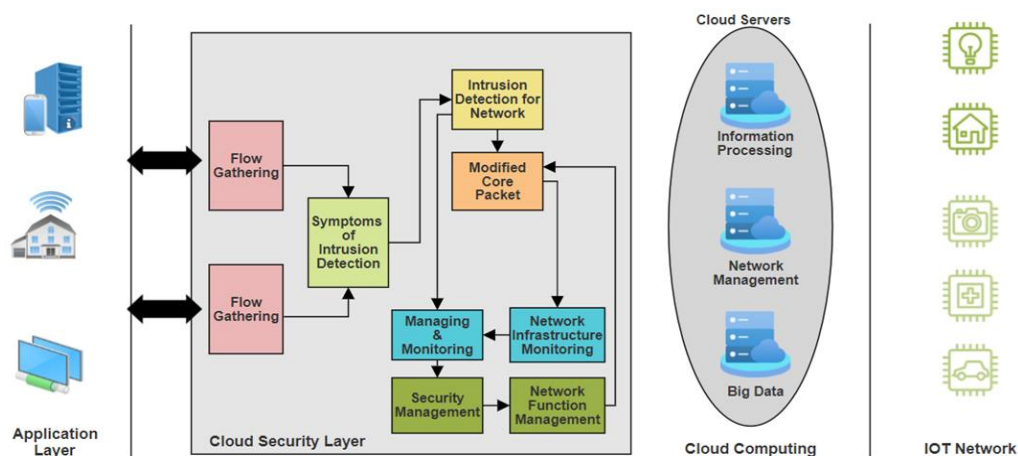 Application
Layer
Flow
Gathering
Flow
Gathering
Symptoms
of
Intrusion
Detection
Intrusion
Detection for
Network
Modified
Core
Packet
Managing
&
Monitoring
Network
Infrastructure
Monitoring
Security
Management
Network
Function
Management
Cloud Security Layer
Cloud Servers
Information
Processing
Network
Management
Big Data
Cloud Computing
IOT Network